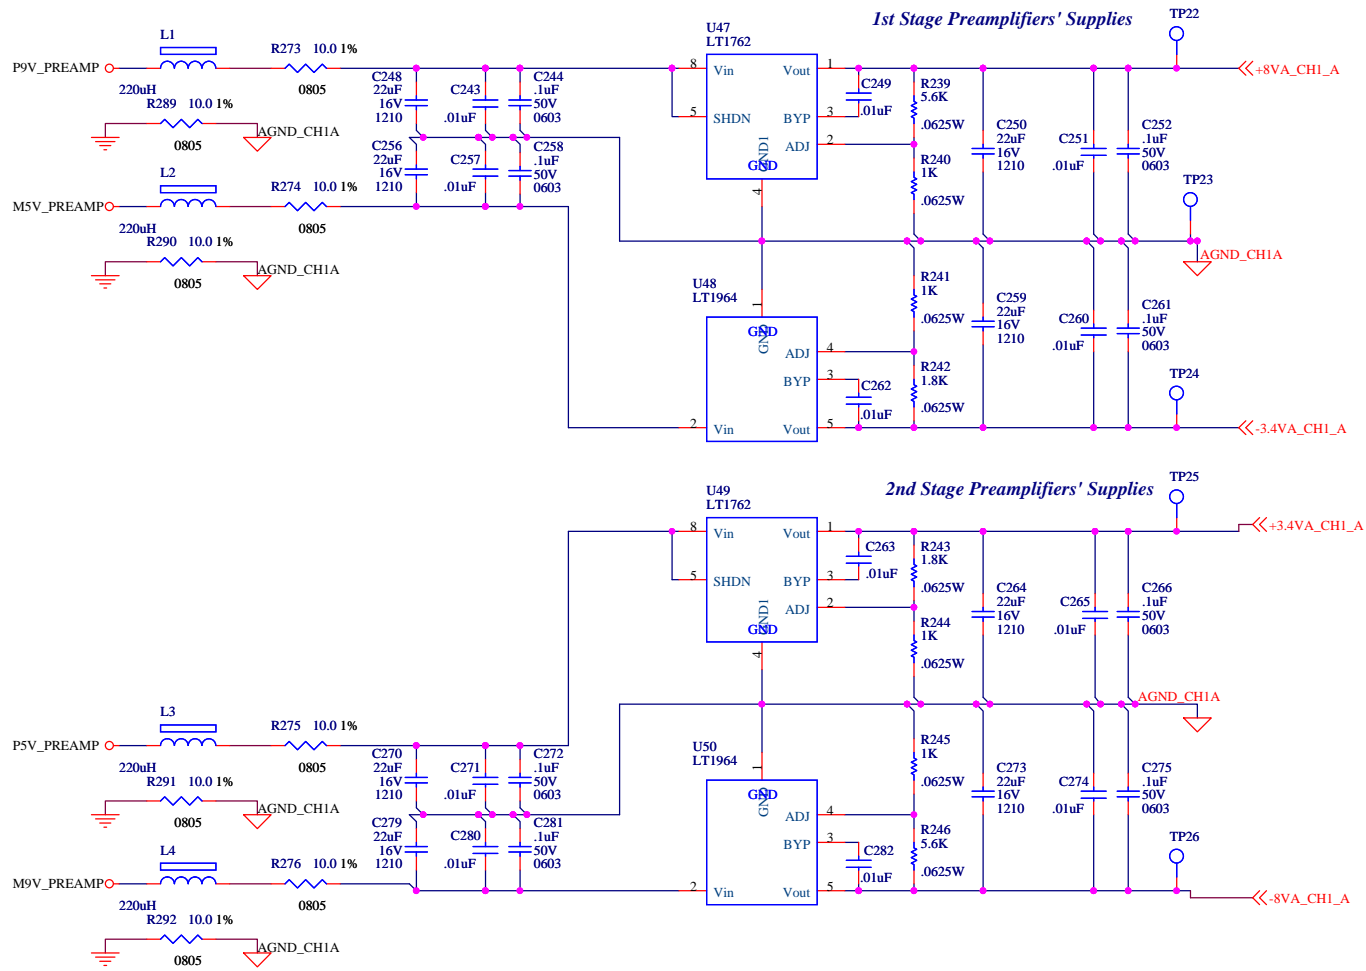 1st Stage Preamplifiers' Supplies
TP22
U47
LT1762
L1
R273 10.0 1%
P9V_PREAMP
220uH
0805
R289 10.0 1%
0805
AGND_CH1A
C248
22uF
16V
1210
C243
.01uF
C244
.1uF
50V
0603
8 Vin
5 SHDN
Vout 1
BYP 3
ADJ 2
GND1
GND
4
C249
.01uF
R239
5.6K
.0625W
R240
1K
.0625W
C250
22uF
16V
1210
C251
.01uF
C252
.1uF
50V
0603
+8VA_CH1_A
C256
22uF
16V
1210
C257
.01uF
C258
.1uF
50V
0603
L2
R274 10.0 1%
M5V_PREAMP
220uH
0805
R290 10.0 1%
0805
AGND_CH1A
TP23
AGND_CH1A
U48
LT1964
1
GND
GND
ADJ 4
BYP 3
2 Vin
Vout 5
C262
.01uF
R241
1K
.0625W
R242
1.8K
.0625W
C259
22uF
16V
1210
C260
.01uF
C261
.1uF
50V
0603
TP24
-3.4VA_CH1_A
2nd Stage Preamplifiers' Supplies
TP25
U49
LT1762
8 Vin
5 SHDN
Vout 1
BYP 3
ADJ 2
GND1
GND
4
C263
.01uF
R243
1.8K
.0625W
R244
1K
.0625W
C264
22uF
16V
1210
C265
.01uF
C266
.1uF
50V
0603
+3.4VA_CH1_A
AGND_CH1A
L3
R275 10.0 1%
P5V_PREAMP
220uH
0805
R291 10.0 1%
0805
AGND_CH1A
C270
22uF
16V
1210
C271
.01uF
C272
.1uF
50V
0603
C279
22uF
16V
1210
C280
.01uF
C281
.1uF
50V
0603
L4
R276 10.0 1%
M9V_PREAMP
220uH
0805
R292 10.0 1%
0805
AGND_CH1A
U50
LT1964
1
GND
GND
ADJ 4
BYP 3
2 Vin
Vout 5
C282
.01uF
R245
1K
.0625W
R246
5.6K
.0625W
C273
22uF
16V
1210
C274
.01uF
C275
.1uF
50V
0603
TP26
-8VA_CH1_A